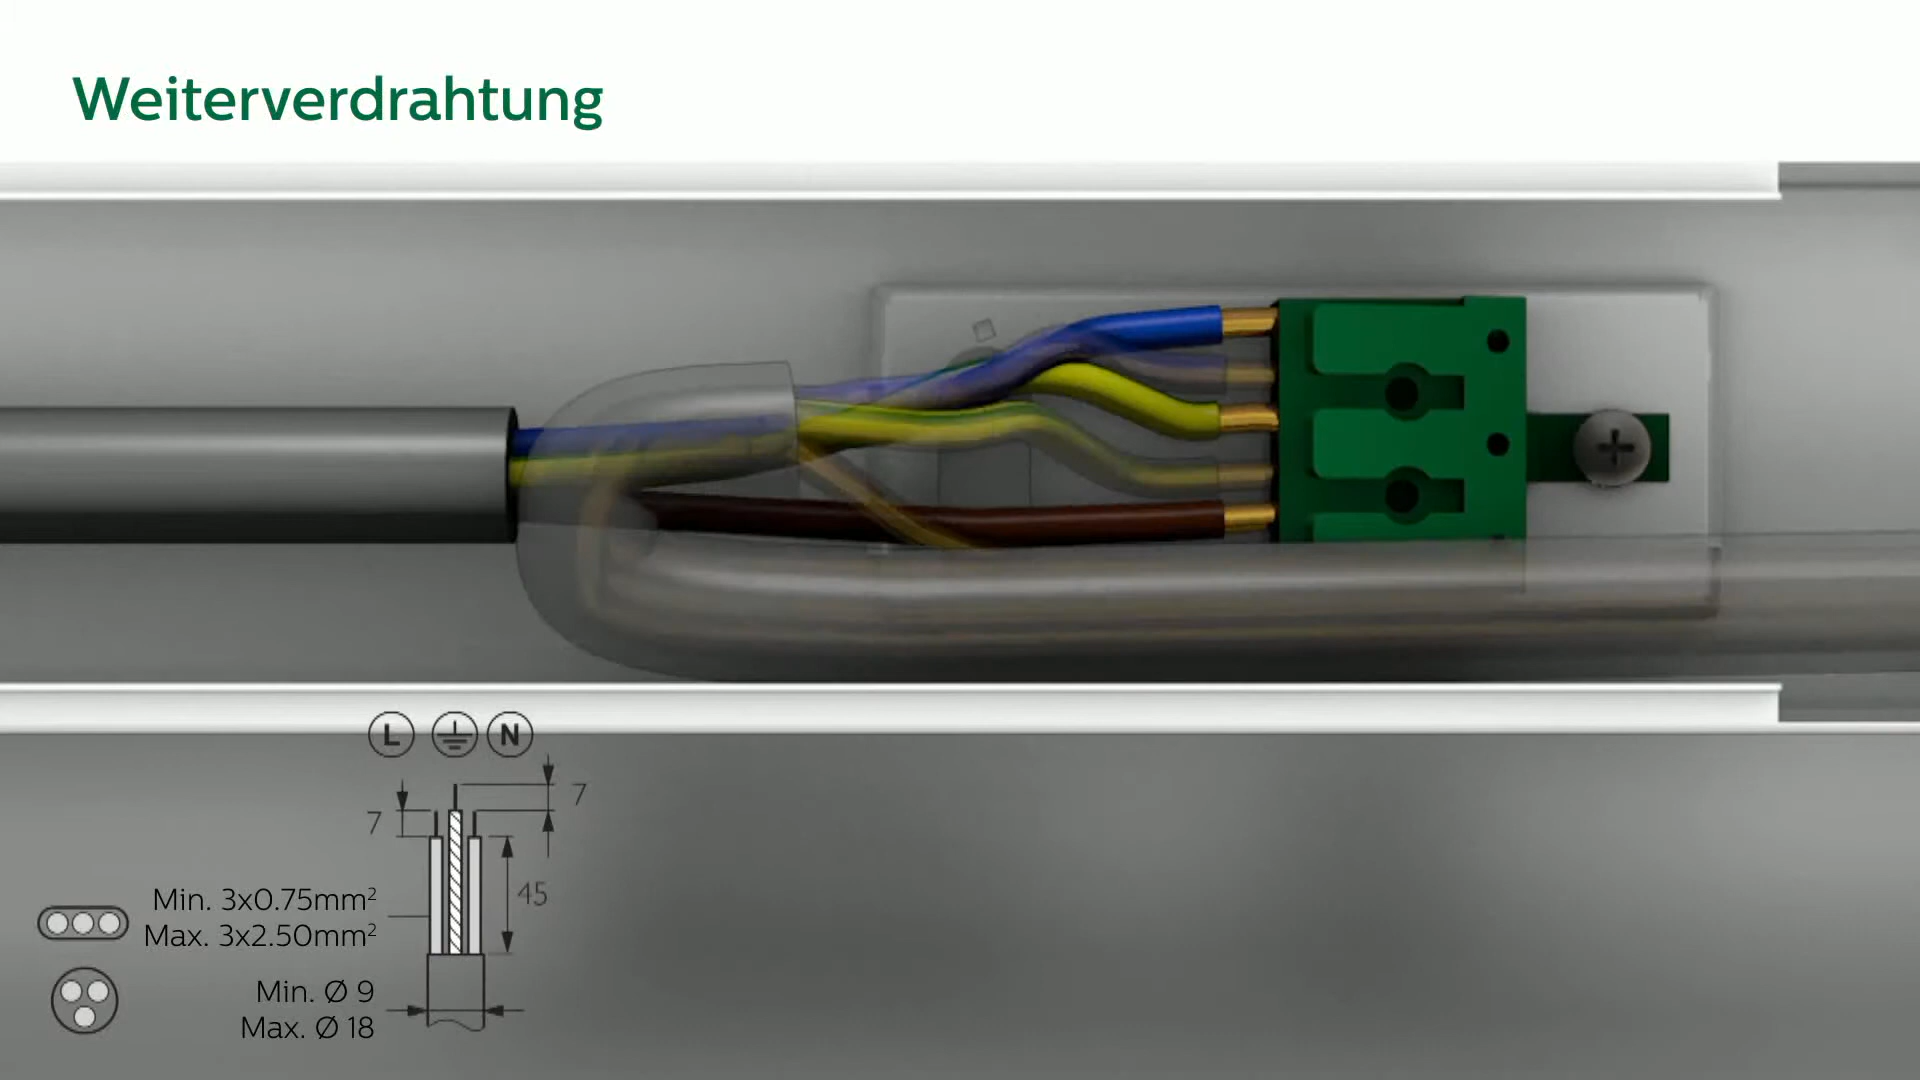 Weiterverdrahtung
L N
7
7
45
Min. 3x0.75mm²
Max. 3x2.50mm²
Min. Ø 9
Max. Ø 18